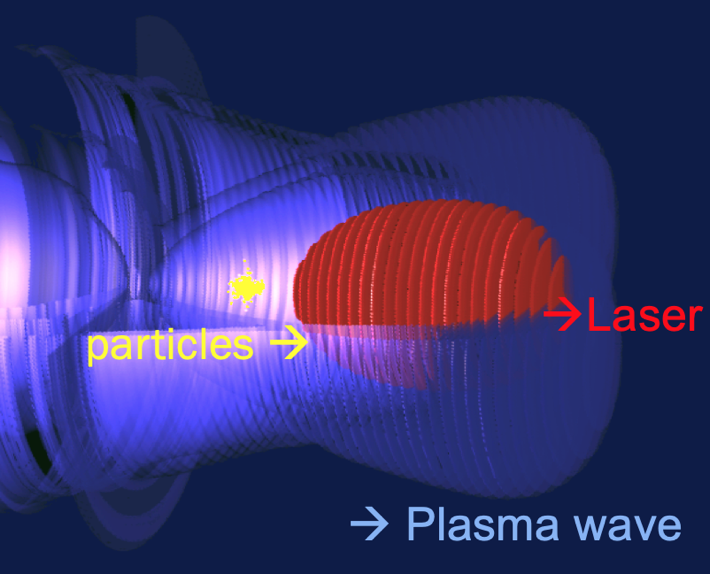 →Laser
particles →
→ Plasma wave